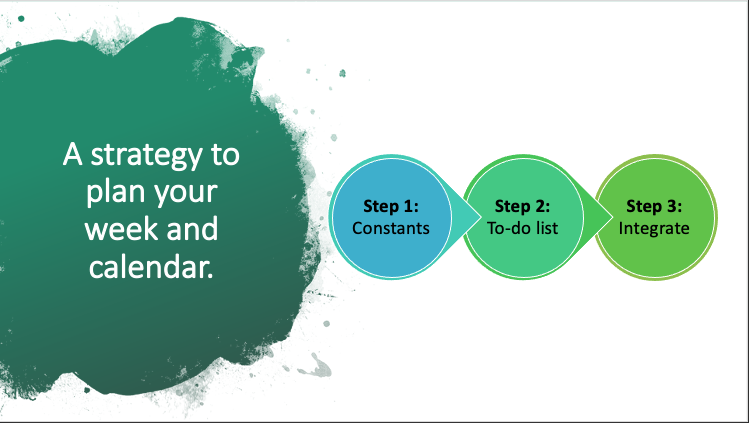 A strategy to
plan your
week and
calendar.
Step 1:
Constants
Step 2:
To-do list
Step 3:
Integrate